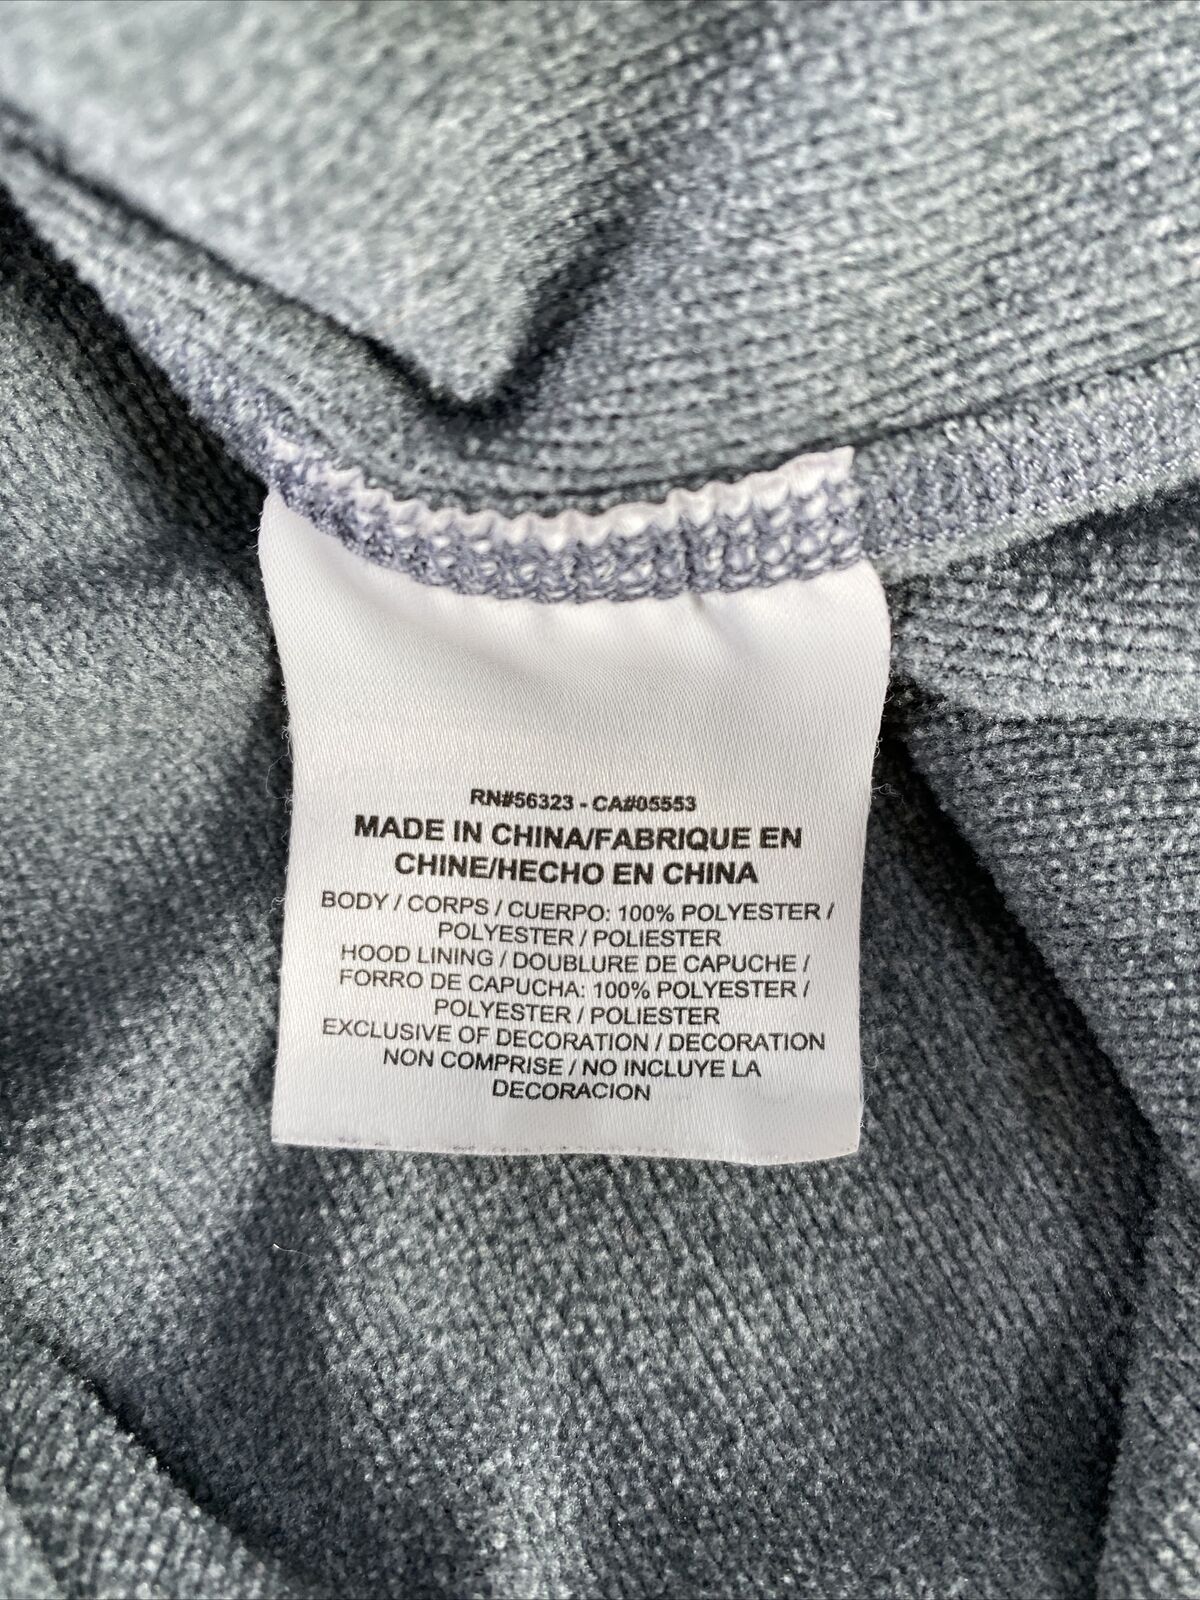 RN#56323 - CA#05553
MADE IN CHINA/FABRIQUE EN
CHINE/HECHO EN CHINA
BODY / CORPS / CUERPO: 100% POLYESTER /
POLYESTER / POLIESTER
HOOD LINING / DOUBLURE DE CAPUCHE /
FORRO DE CAPUCHA: 100% POLYESTER /
POLYESTER / POLIESTER
EXCLUSIVE OF DECORATION / DECORATION
NON COMPRISE / NO INCLUYE LA
DECORACION